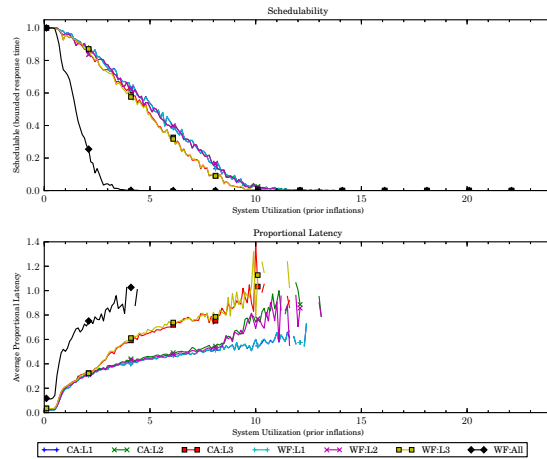 Schedulability
Schedulable (bounded response time)
1.0
0.8
0.6
0.4
0.2
0.0
0 5 10 15 20
System Utilization (prior inflations)
Proportional Latency
Average Proportional Latency
1.4
1.2
1.0
0.8
0.6
0.4
0.2
0.0
0 5 10 15 20
System Utilization (prior inflations)
CA:L1 CA:L2 CA:L3 WF:L1 WF:L2 WF:L3 WF:All